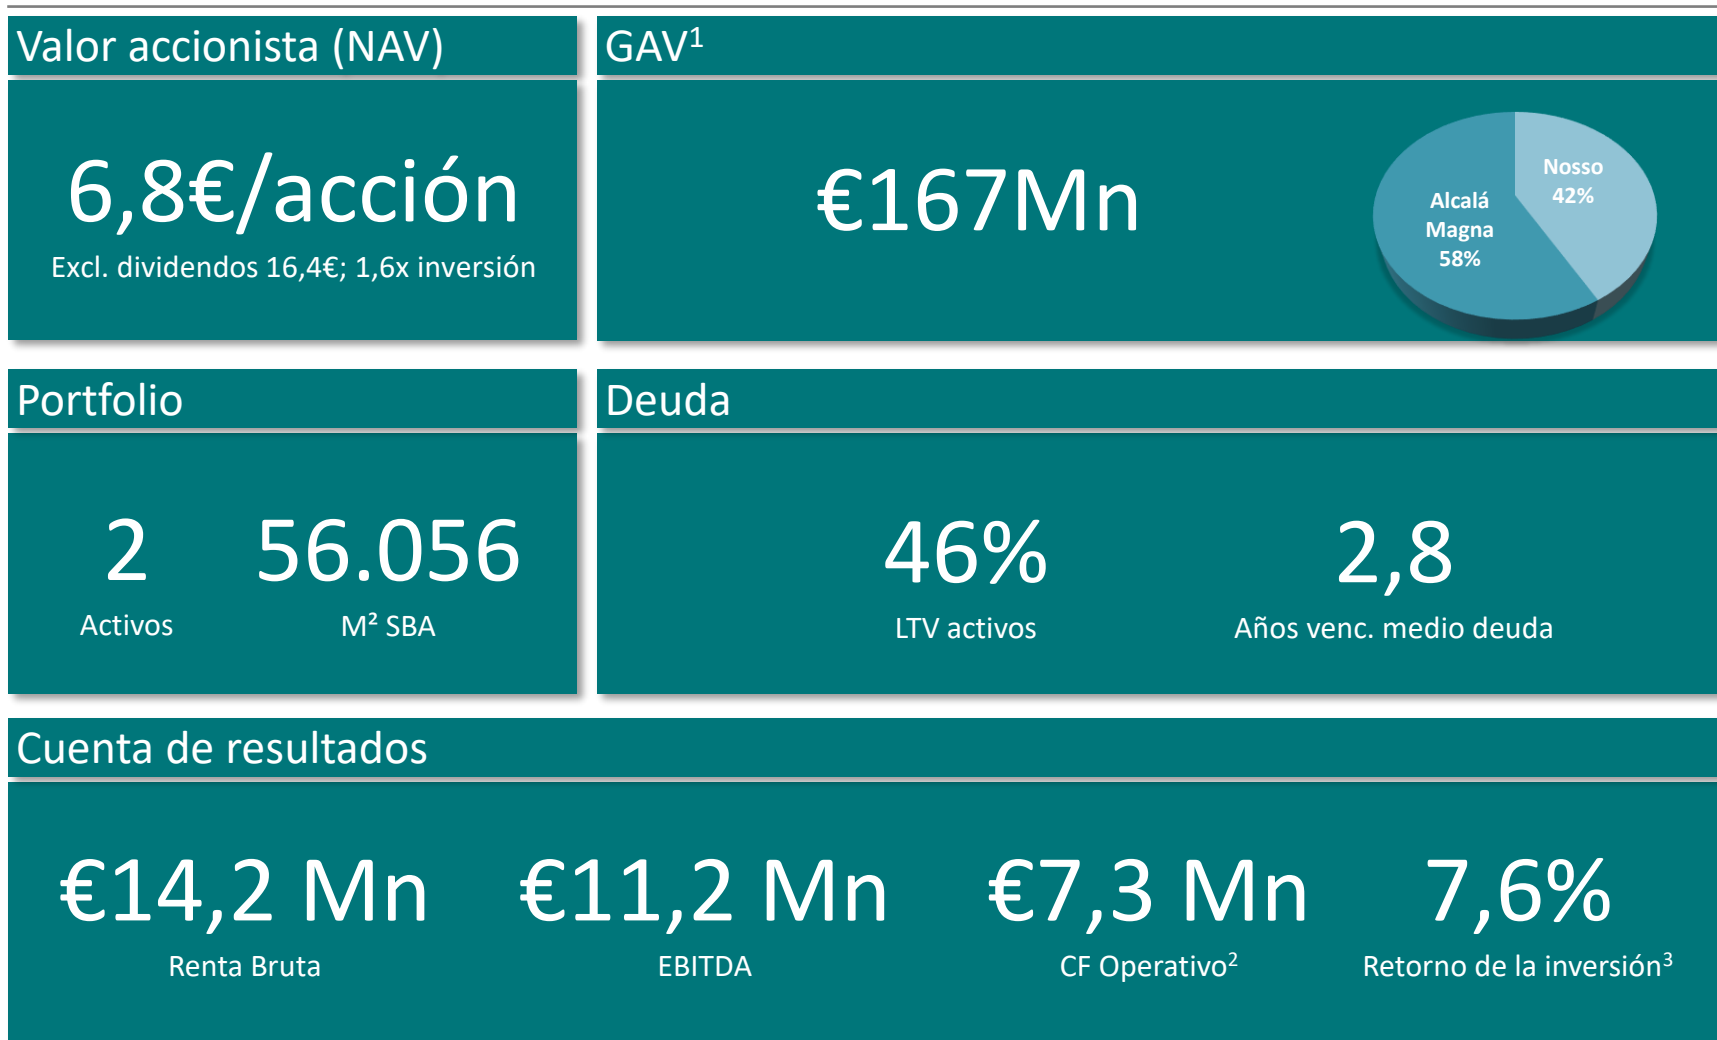 Valor accionista (NAV)
6,8€/acción
Excl. dividendos 16,4€; 1,6x inversión
GAV¹
€167Mn
Nosso
42%
Alcalá
Magna
58%
Portfolio
2
Activos
56.056
M² SBA
Deuda
46%
LTV activos
2,8
Años venc. medio deuda
Cuenta de resultados
€14,2 Mn
Renta Bruta
€11,2 Mn
EBITDA
€7,3 Mn
CF Operativo²
7,6%
Retorno de la inversión³